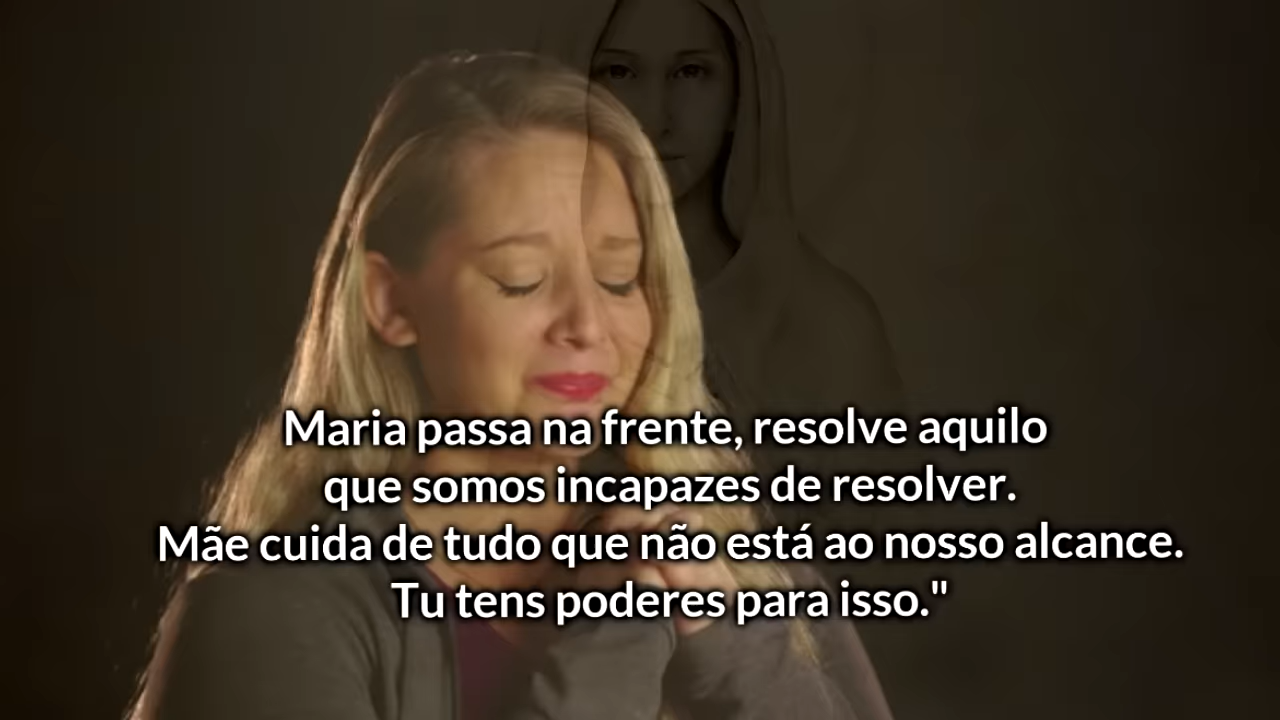 Maria passa na frente, resolve aquilo
que somos incapazes de resolver.
Mãe cuida de tudo que não está ao nosso alcance.
Tu tens poderes para isso."